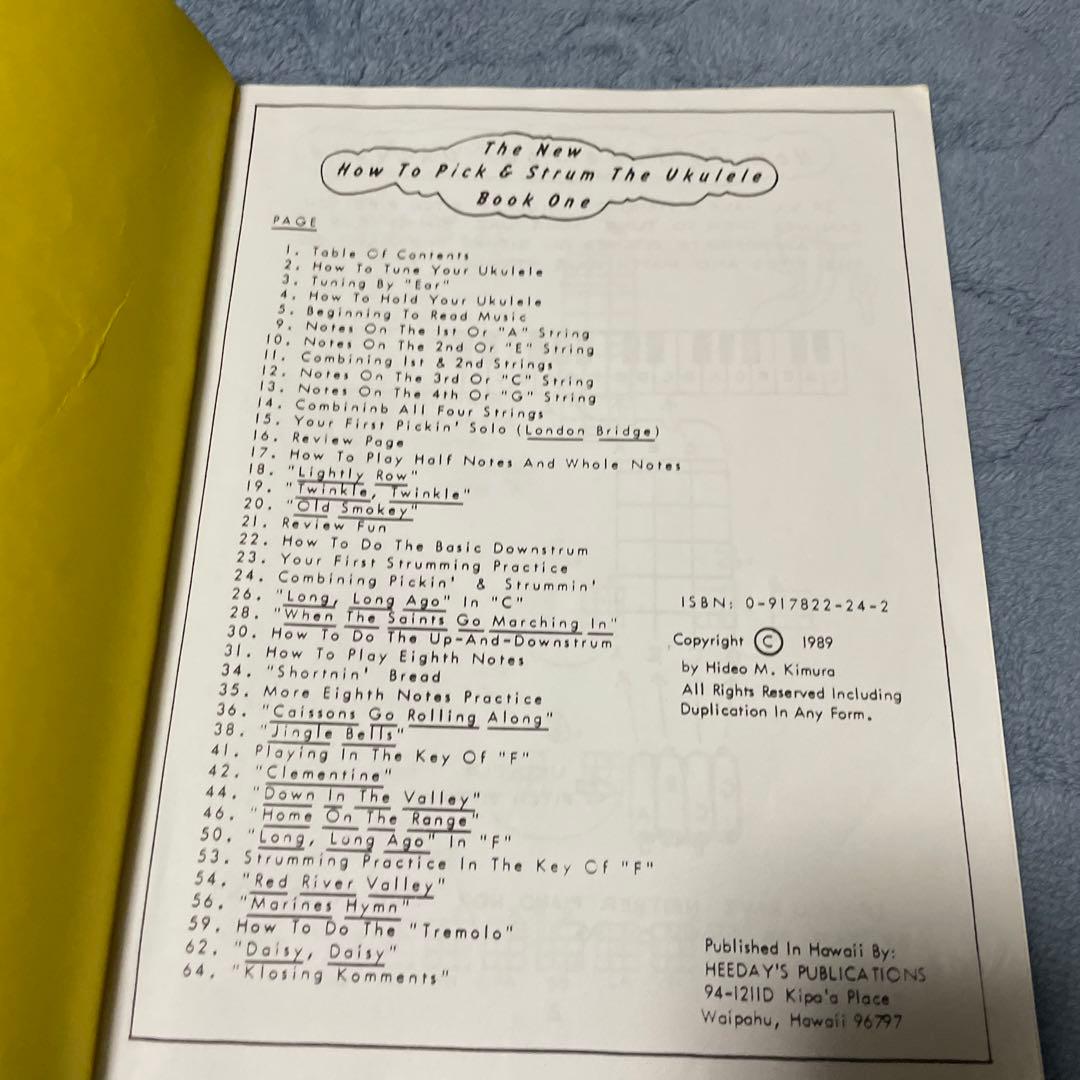 The New
How To Pick & Strum The Ukulele
Book One
PAGE
1. Table Of Contents
2. How To Tune Your Ukulele
3. Tuning By "Ear"
4. How To Hold Your Ukulele
5. Beginning To Read Music
9. Notes On The 1st Or "A" String
10. Notes On The 2nd Or "E" String
11. Combining 1st & 2nd Strings
12. Notes On The 3rd Or "C" String
13. Notes On The 4th Or "G" String
14. Combininb All Four Strings
15. Your First Pickin' Solo (London Bridge)
16. Review Page
17. How To Play Half Notes And Whole Notes
18. "Lightly Row"
19. "Twinkle, Twinkle"
20. "Old Smokey"
21. Review Fun
22. How To Do The Basic Downstrum
23. Your First Strumming Practice
24. Combining Pickin' & Strummin'
26. "Long, Long Ago" In "C"
28. "When The Saints Go Marching In"
30. How To Do The Up-And-Downstrum
31. How To Play Eighth Notes
34. "Shortnin' Bread
35. More Eighth Notes Practice
36. "Caissons Go Rolling Along"
38. "Jingle Bells"
41. Playing In The Key Of "F"
42. "Clementine"
44. "Down In The Valley"
46. "Home On The Range"
50. "Long, Long Ago" In "F"
53. Strumming Practice In The Key Of "F"
54. "Red River Valley"
56. "Marines Hymn"
59. How To Do The "Tremolo"
62. "Daisy, Daisy"
64. "Klosing Komments"
ISBN: 0-917822-24-2
Copyright © 1989
by Hideo M. Kimura
All Rights Reserved Including
Duplication In Any Form.
Published In Hawaii By:
HEEDAY'S PUBLICATIONS
94-1211D Kipa'a Place
Waipahu, Hawaii 96797